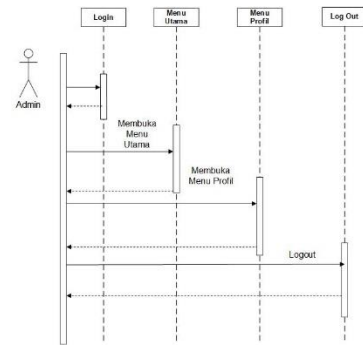 Login
Menu
Utama
Menu
Profil
Log Out
Admin
Membuka
Menu
Utama
Membuka
Menu Profil
Logout